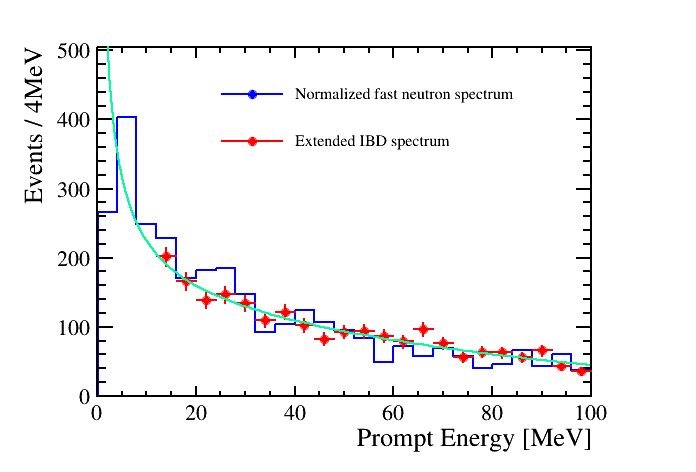 Events / 4MeV
500
400
300
200
100
0
Normalized fast neutron spectrum
Extended IBD spectrum
0 20 40 60 80 100
Prompt Energy [MeV]